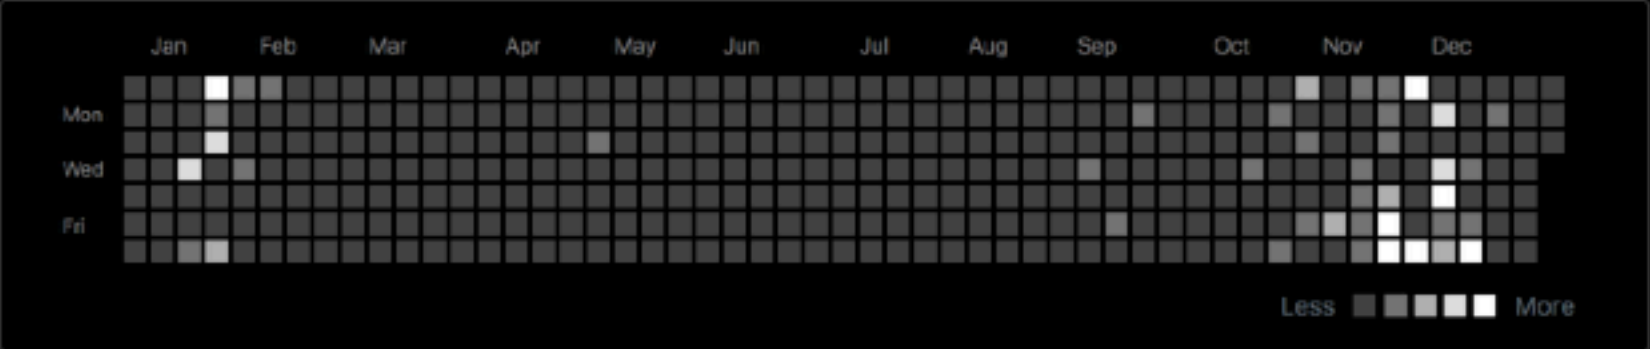 Jan Feb Mar Apr May Jun Jul Aug Sep Oct Nov Dec
Mon
Wed
Fri
Less More